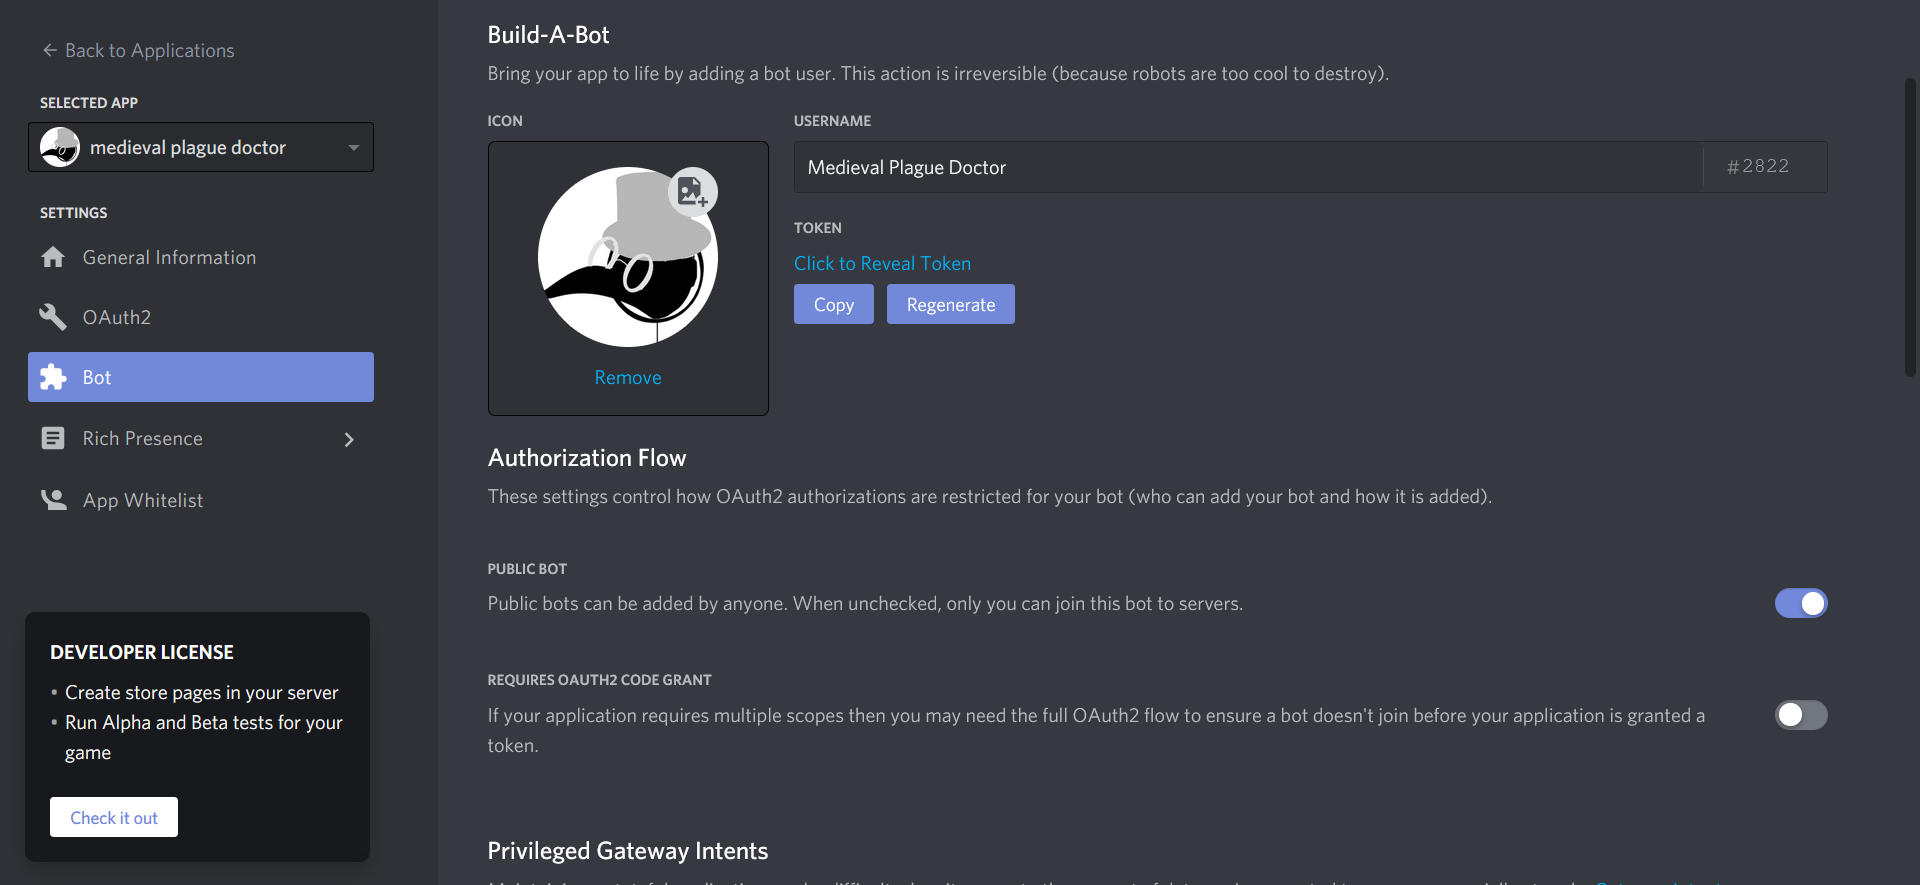 Back to Applications
SELECTED APP
medieval plague doctor
SETTINGS
General Information
OAuth2
Bot
Rich Presence
App Whitelist
DEVELOPER LICENSE
• Create store pages in your server
• Run Alpha and Beta tests for your
game
Check it out
Build-A-Bot
Bring your app to life by adding a bot user. This action is irreversible (because robots are too cool to destroy).
ICON
Remove
USERNAME
Medieval Plague Doctor #2822
TOKEN
Click to Reveal Token
Copy Regenerate
Authorization Flow
These settings control how OAuth2 authorizations are restricted for your bot (who can add your bot and how it is added).
PUBLIC BOT
Public bots can be added by anyone. When unchecked, only you can join this bot to servers.
REQUIRES OAUTH2 CODE GRANT
If your application requires multiple scopes then you may need the full OAuth2 flow to ensure a bot doesn't join before your application is granted a
token.
Privileged Gateway Intents